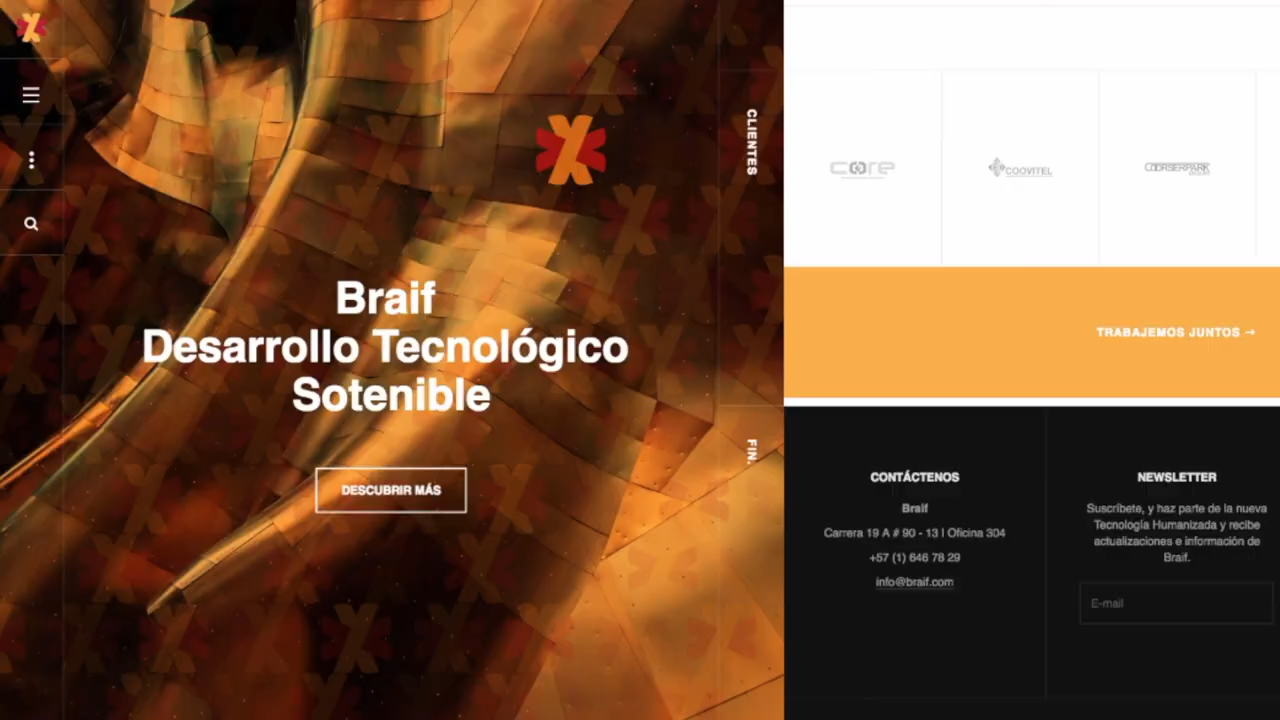 Braif
Desarrollo Tecnológico
Sotenible
DESCUBRIR MÁS
CLIENTES
FIN.
core
COOVITEL
TRABAJEMOS JUNTOS →
CONTÁCTENOS
Braif
Carrera 19 A # 90 - 13 | Oficina 304
+57 (1) 646 78 29
info@braif.com
NEWSLETTER
Suscríbete, y haz parte de la nueva
Tecnología Humanizada y recibe
actualizaciones e información de
Braif.
E-mail